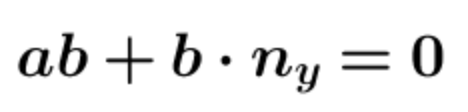 ab + b · n_y = 0